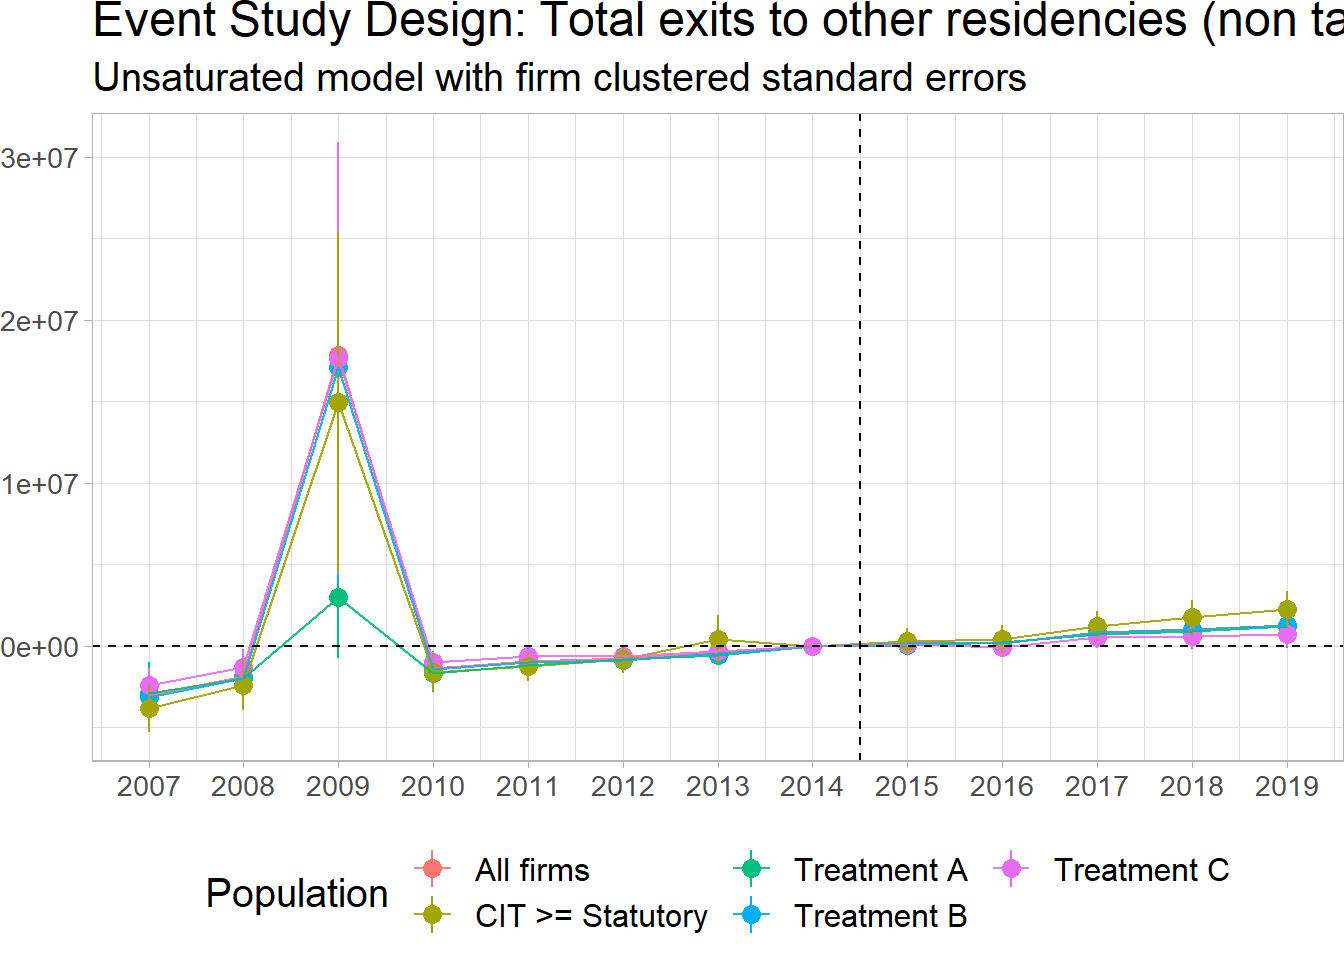 Event Study Design: Total exits to other residencies (non ta
Unsaturated model with firm clustered standard errors
3e+07
2e+07
1e+07
0e+00
2007 2008 2009 2010 2011 2012 2013 2014 2015 2016 2017 2018 2019
Population
All firms
CIT >= Statutory
Treatment A
Treatment B
Treatment C